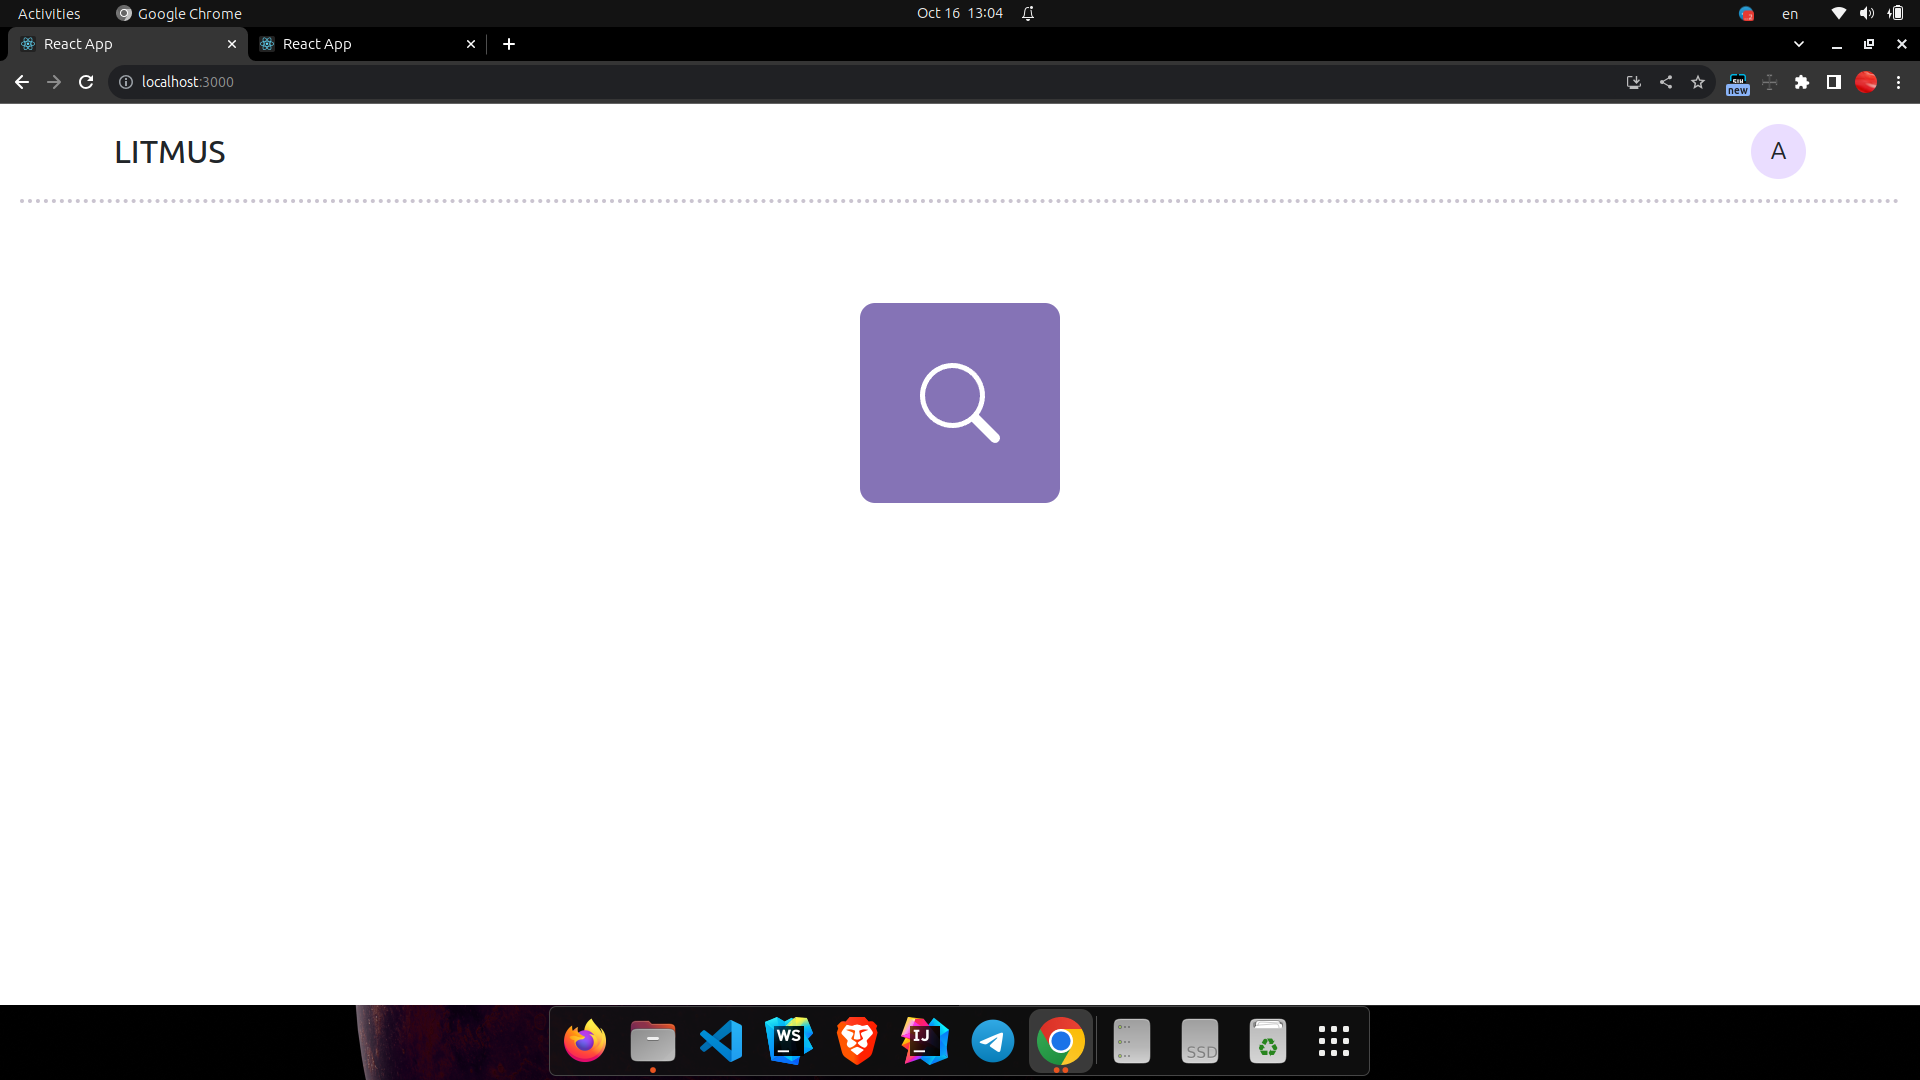 Activities
Google Chrome
Oct 16 13:04
en
React App
React App
localhost:3000
new
LITMUS
A
WS
IJ
SSD